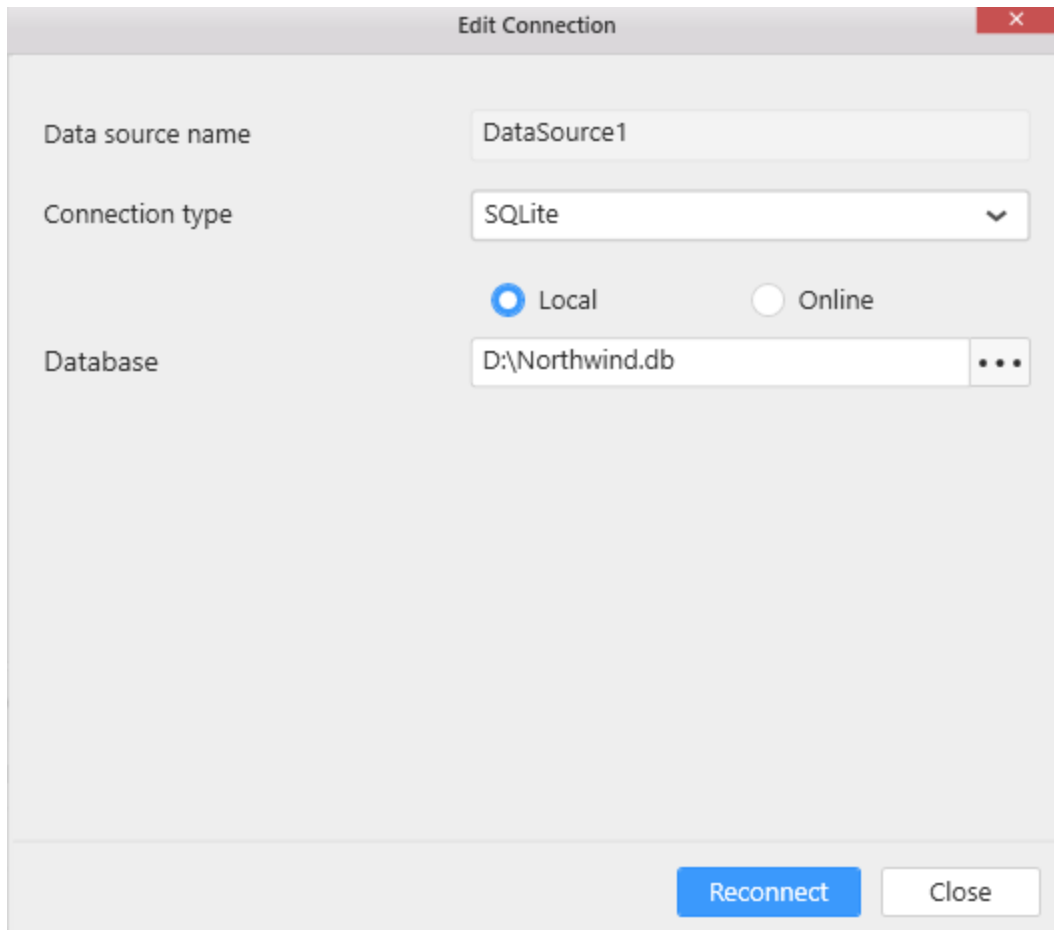 Edit Connection
Data source name DataSource1
Connection type SQLite
Local Online
Database D:\Northwind.db
Reconnect Close